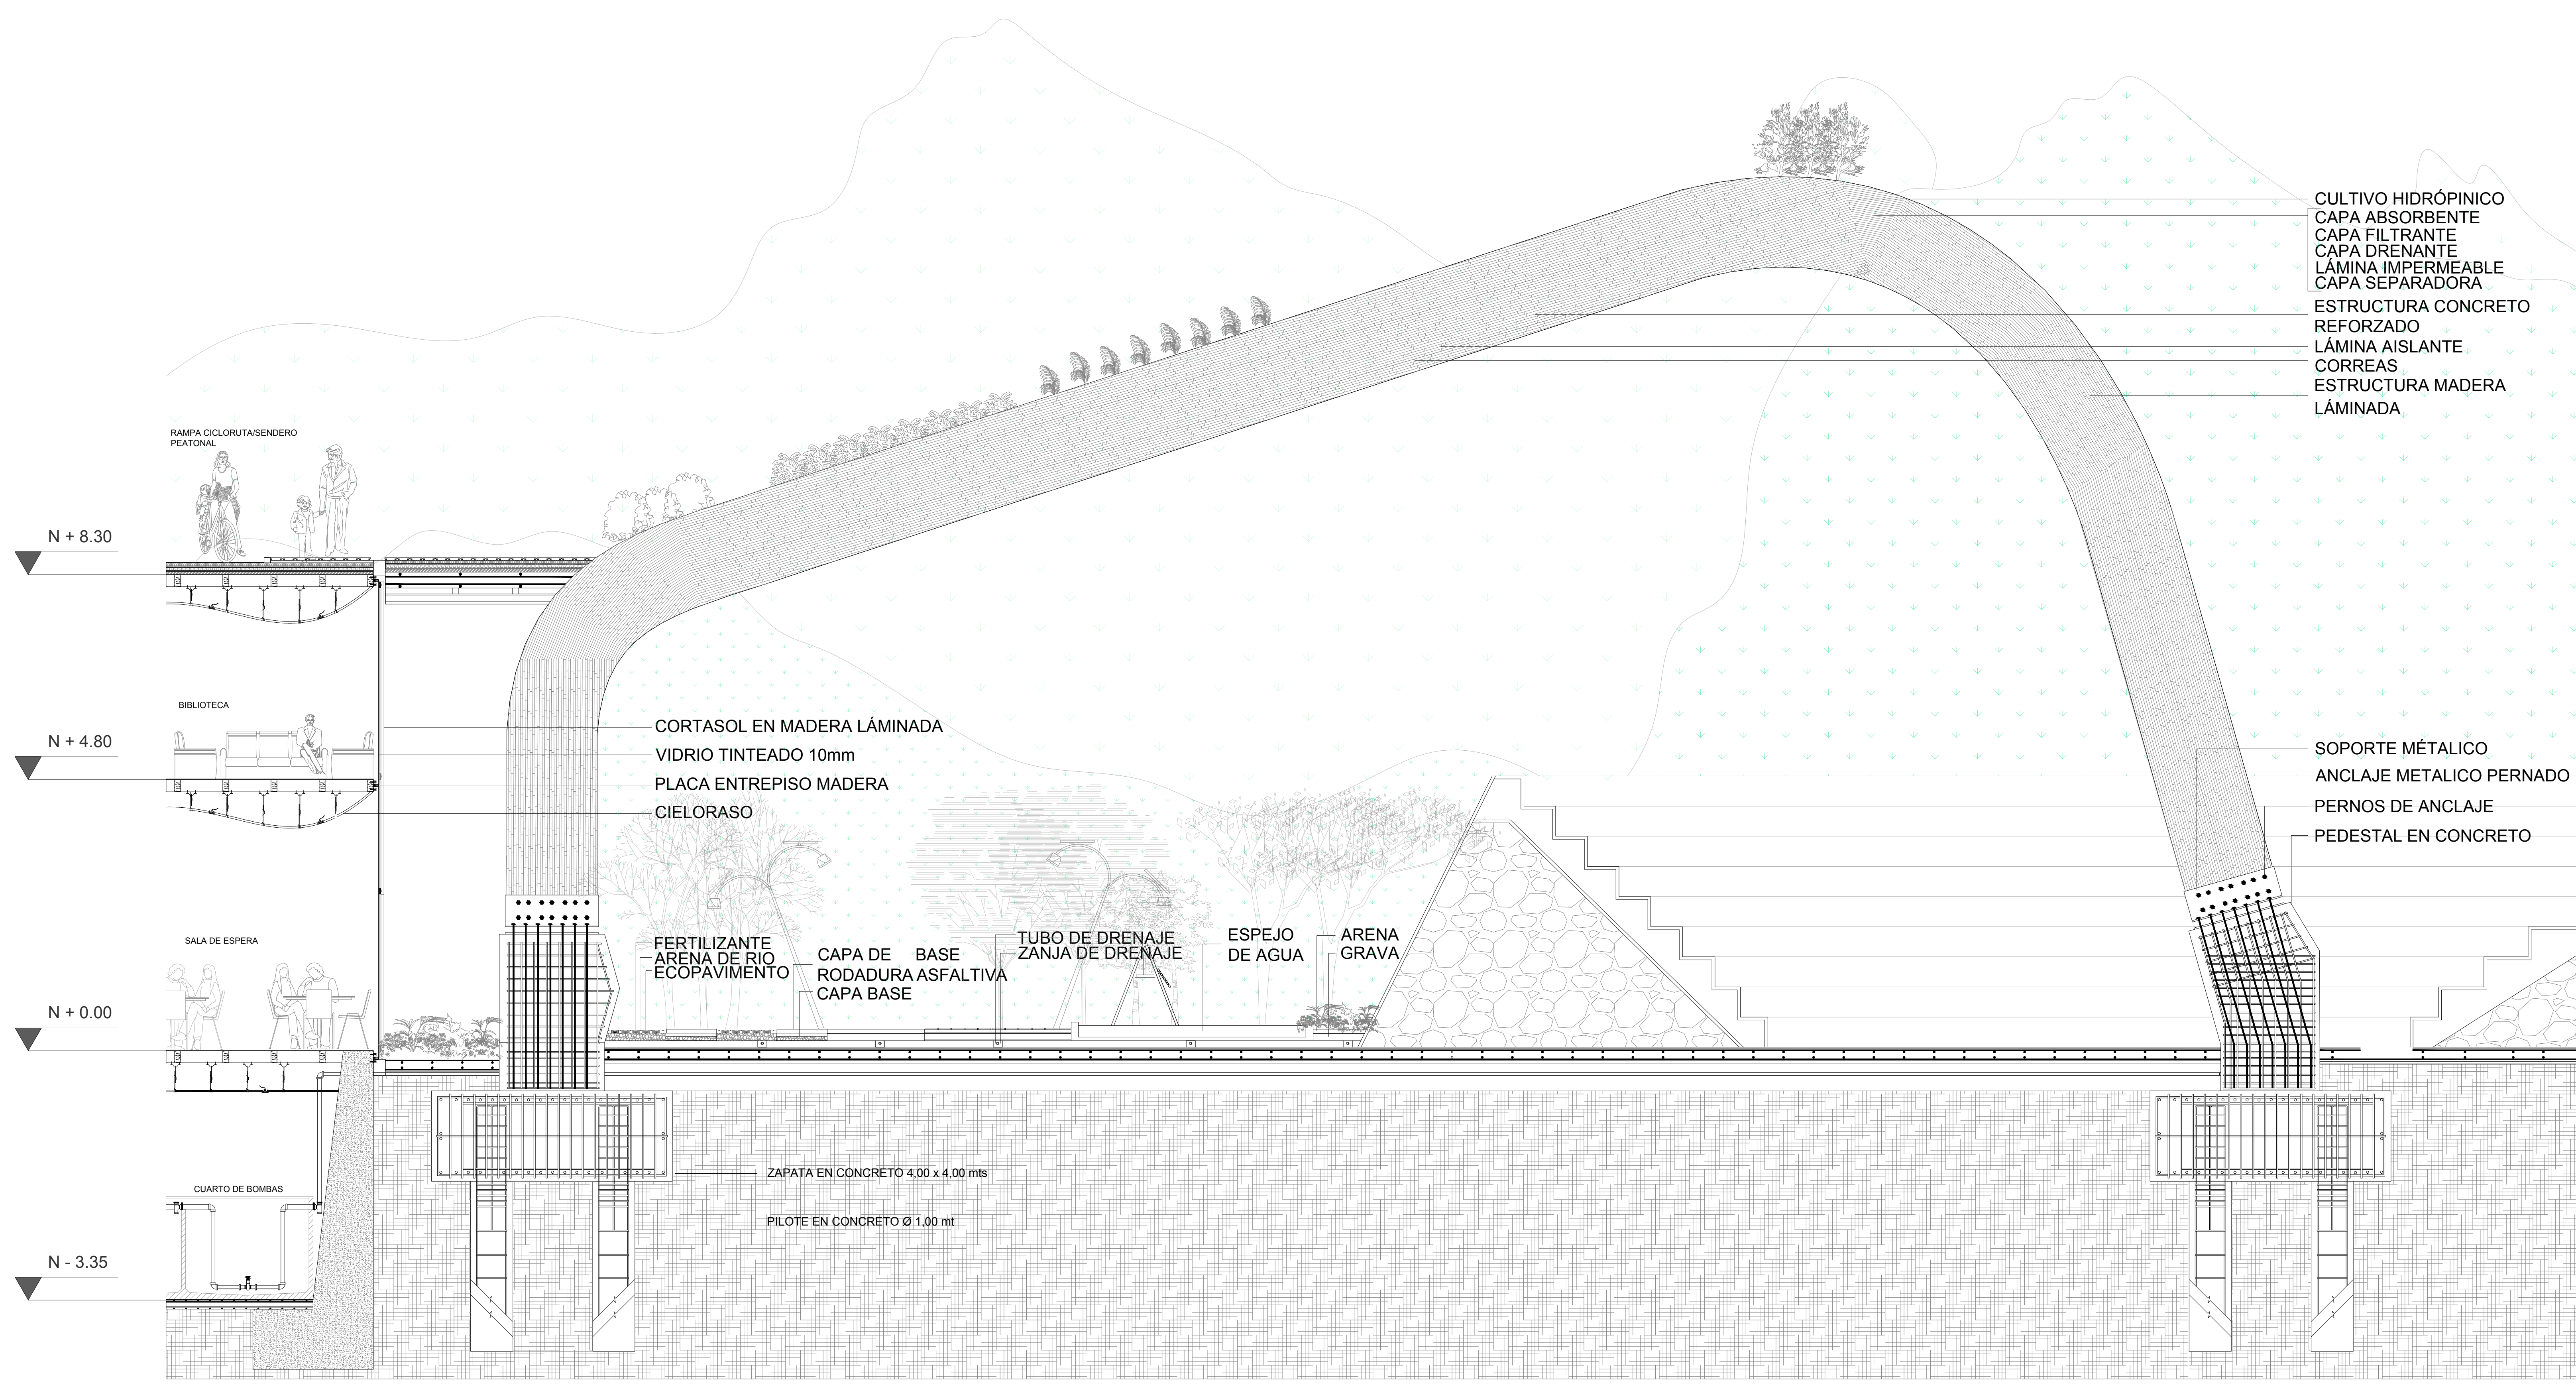 CULTIVO HIDRÓPINICO
CAPA ABSORBENTE
CAPA FILTRANTE
CAPA DRENANTE
LÁMINA IMPERMEABLE
CAPA SEPARADORA
ESTRUCTURA CONCRETO
REFORZADO
LÁMINA AISLANTE
CORREAS
ESTRUCTURA MADERA
LÁMINADA
RAMPA CICLORUTA/SENDERO
PEATONAL
N + 8.30
BIBLIOTECA
N + 4.80
CORTASOL EN MADERA LÁMINADA
VIDRIO TINTEADO 10mm
PLACA ENTREPISO MADERA
CIELORASO
SOPORTE MÉTALICO
ANCLAJE METALICO PERNADO
PERNOS DE ANCLAJE
PEDESTAL EN CONCRETO
SALA DE ESPERA
N + 0.00
FERTILIZANTE
ARENA DE RIO
ECOPAVIMENTO
CAPA DE BASE
RODADURA ASFALTIVA
CAPA BASE
TUBO DE DRENAJE
ZANJA DE DRENAJE
ESPEJO
DE AGUA
ARENA
GRAVA
ZAPATA EN CONCRETO 4,00 x 4,00 mts
CUARTO DE BOMBAS
PILOTE EN CONCRETO Ø 1,00 mt
N - 3.35